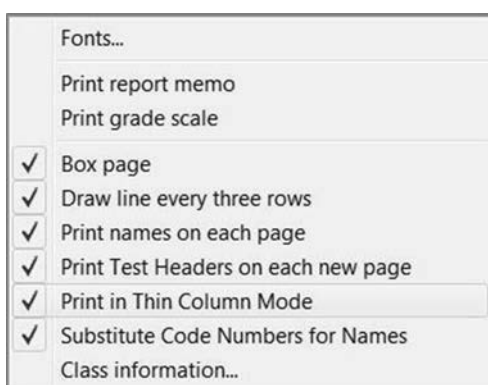 Fonts...
Print report memo
Print grade scale
Box page
Draw line every three rows
Print names on each page
Print Test Headers on each new page
Print in Thin Column Mode
Substitute Code Numbers for Names
Class information...